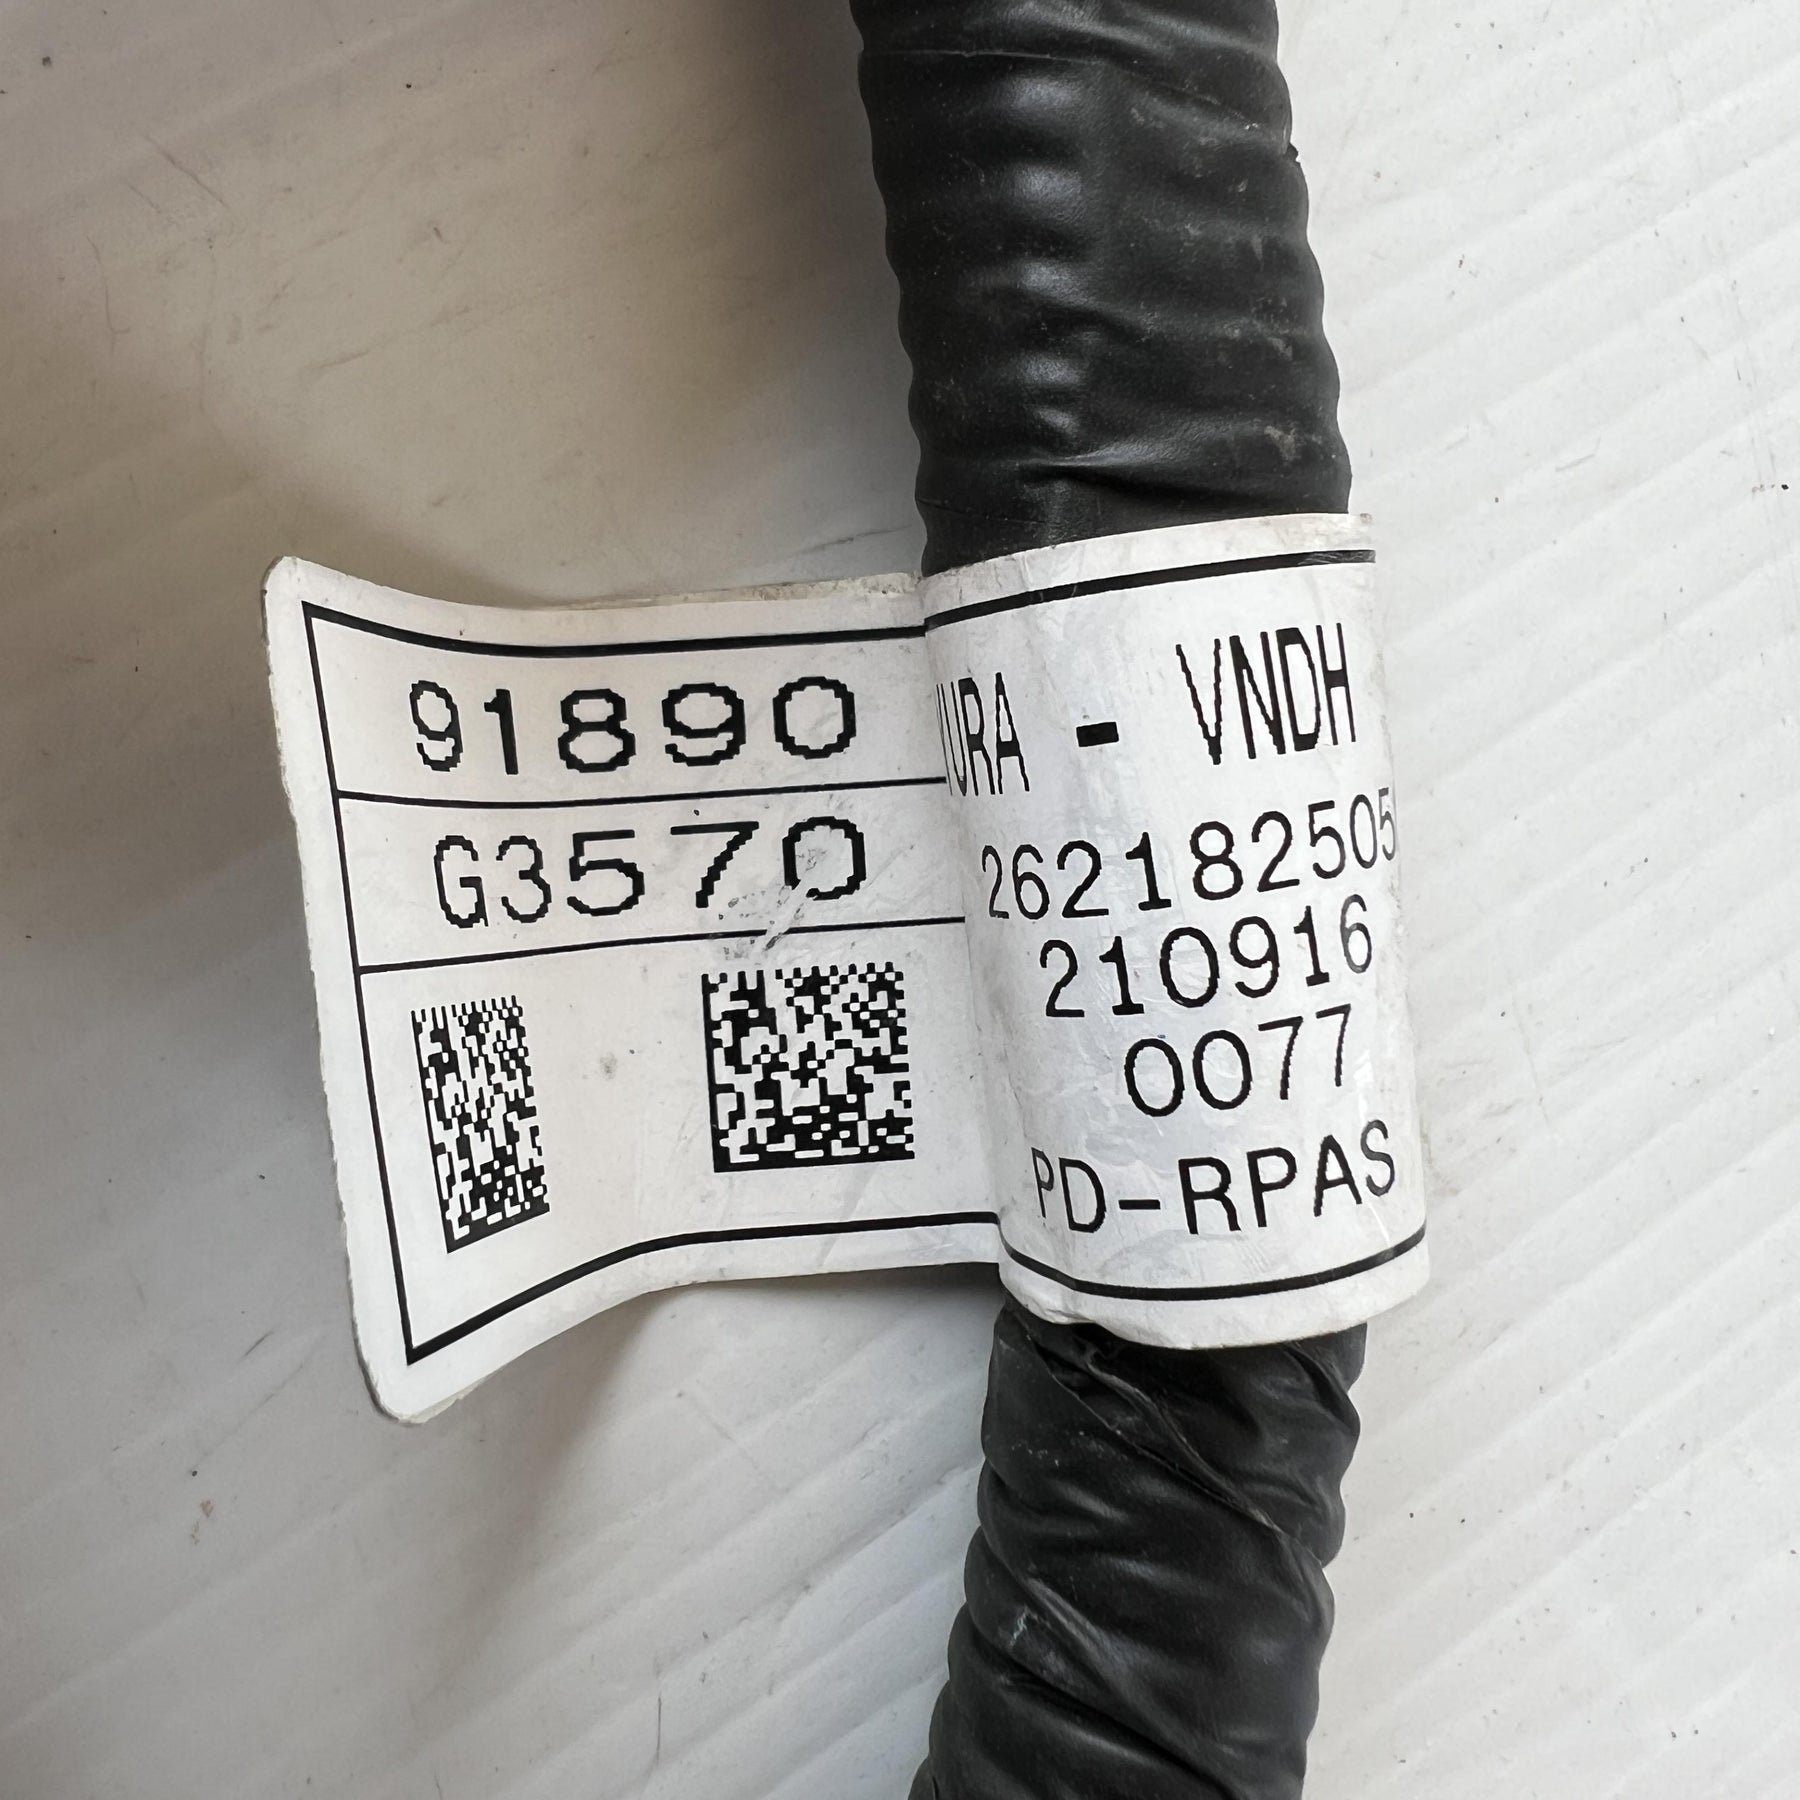 91890
G3570
URA - VNDH
262182505
210916
0077
PD-RPAS